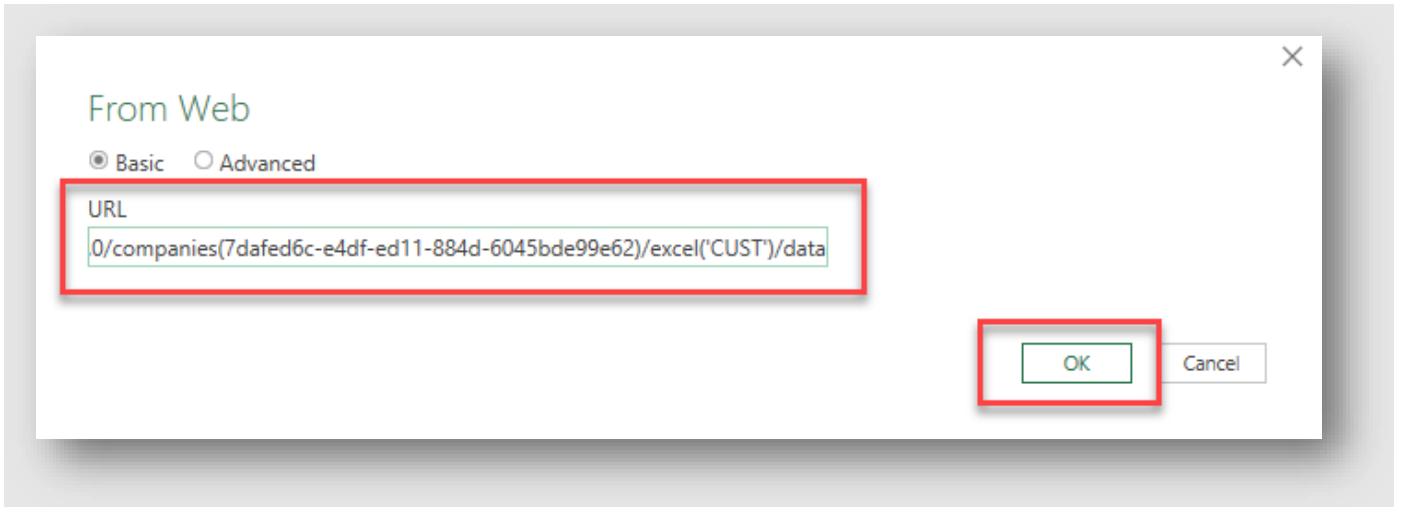 From Web
Basic Advanced
URL
.0/companies(7dafed6c-e4df-ed11-884d-6045bde99e62)/excel('CUST')/data
OK Cancel